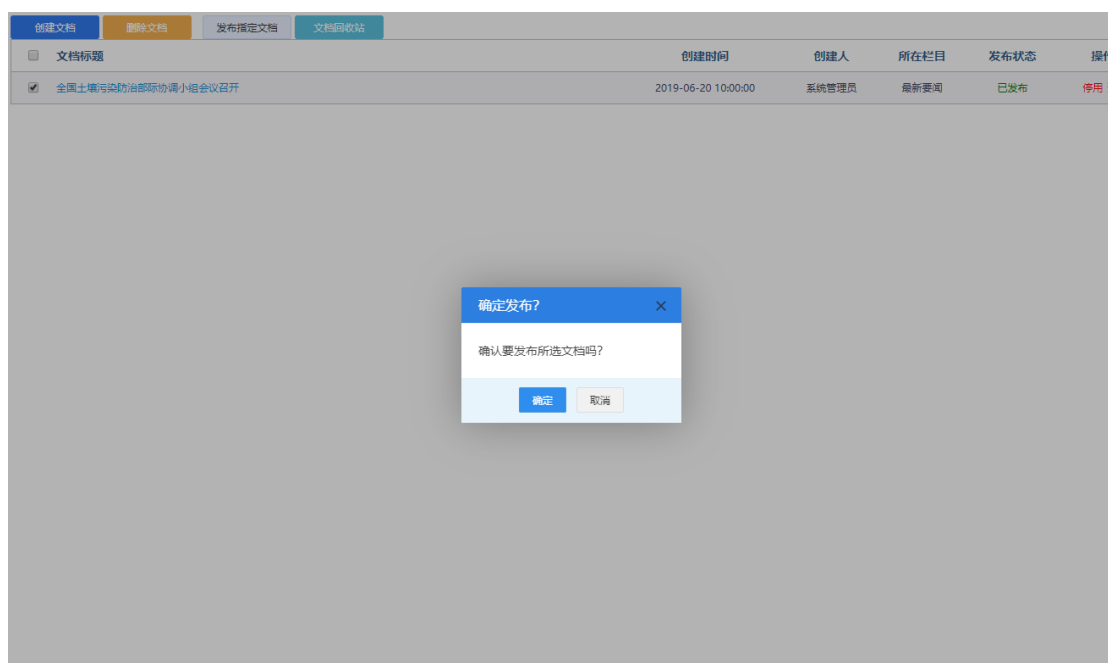 创建文档 删除文档 发布指定文档 文档回收站
文档标题 创建时间 创建人 所在栏目 发布状态 操
全国土壤污染防治部际协调小组会议召开 2019-06-20 10:00:00 系统管理员 最新要闻 已发布 停用
确定发布?
确认要发布所选文档吗?
确定 取消